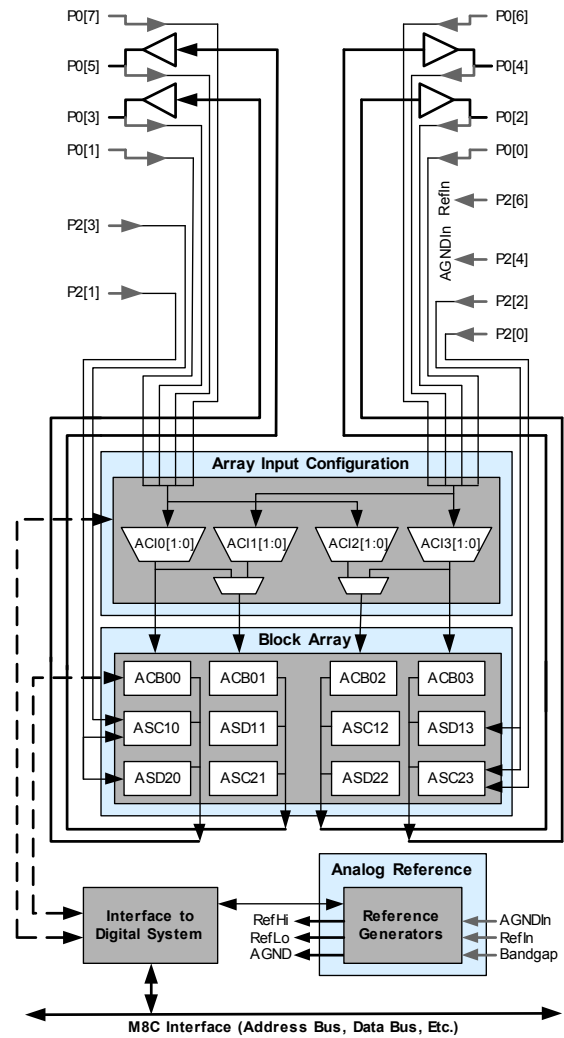 P0[7]
P0[6]
P0[5]
P0[4]
P0[3]
P0[2]
P0[1]
P0[0]
P2[6]
RefIn
P2[3]
P2[4]
AGNDIn
P2[1]
P2[2]
P2[0]
Array Input Configuration
ACI0[1:0]
ACI1[1:0]
ACI2[1:0]
ACI3[1:0]
Block Array
ACB00
ACB01
ACB02
ACB03
ASC10
ASD11
ASC12
ASD13
ASD20
ASC21
ASD22
ASC23
Analog Reference
Interface to
Digital System
RefHi
RefLo
AGND
Reference
Generators
AGNDIn
RefIn
Bandgap
M8C Interface (Address Bus, Data Bus, Etc.)